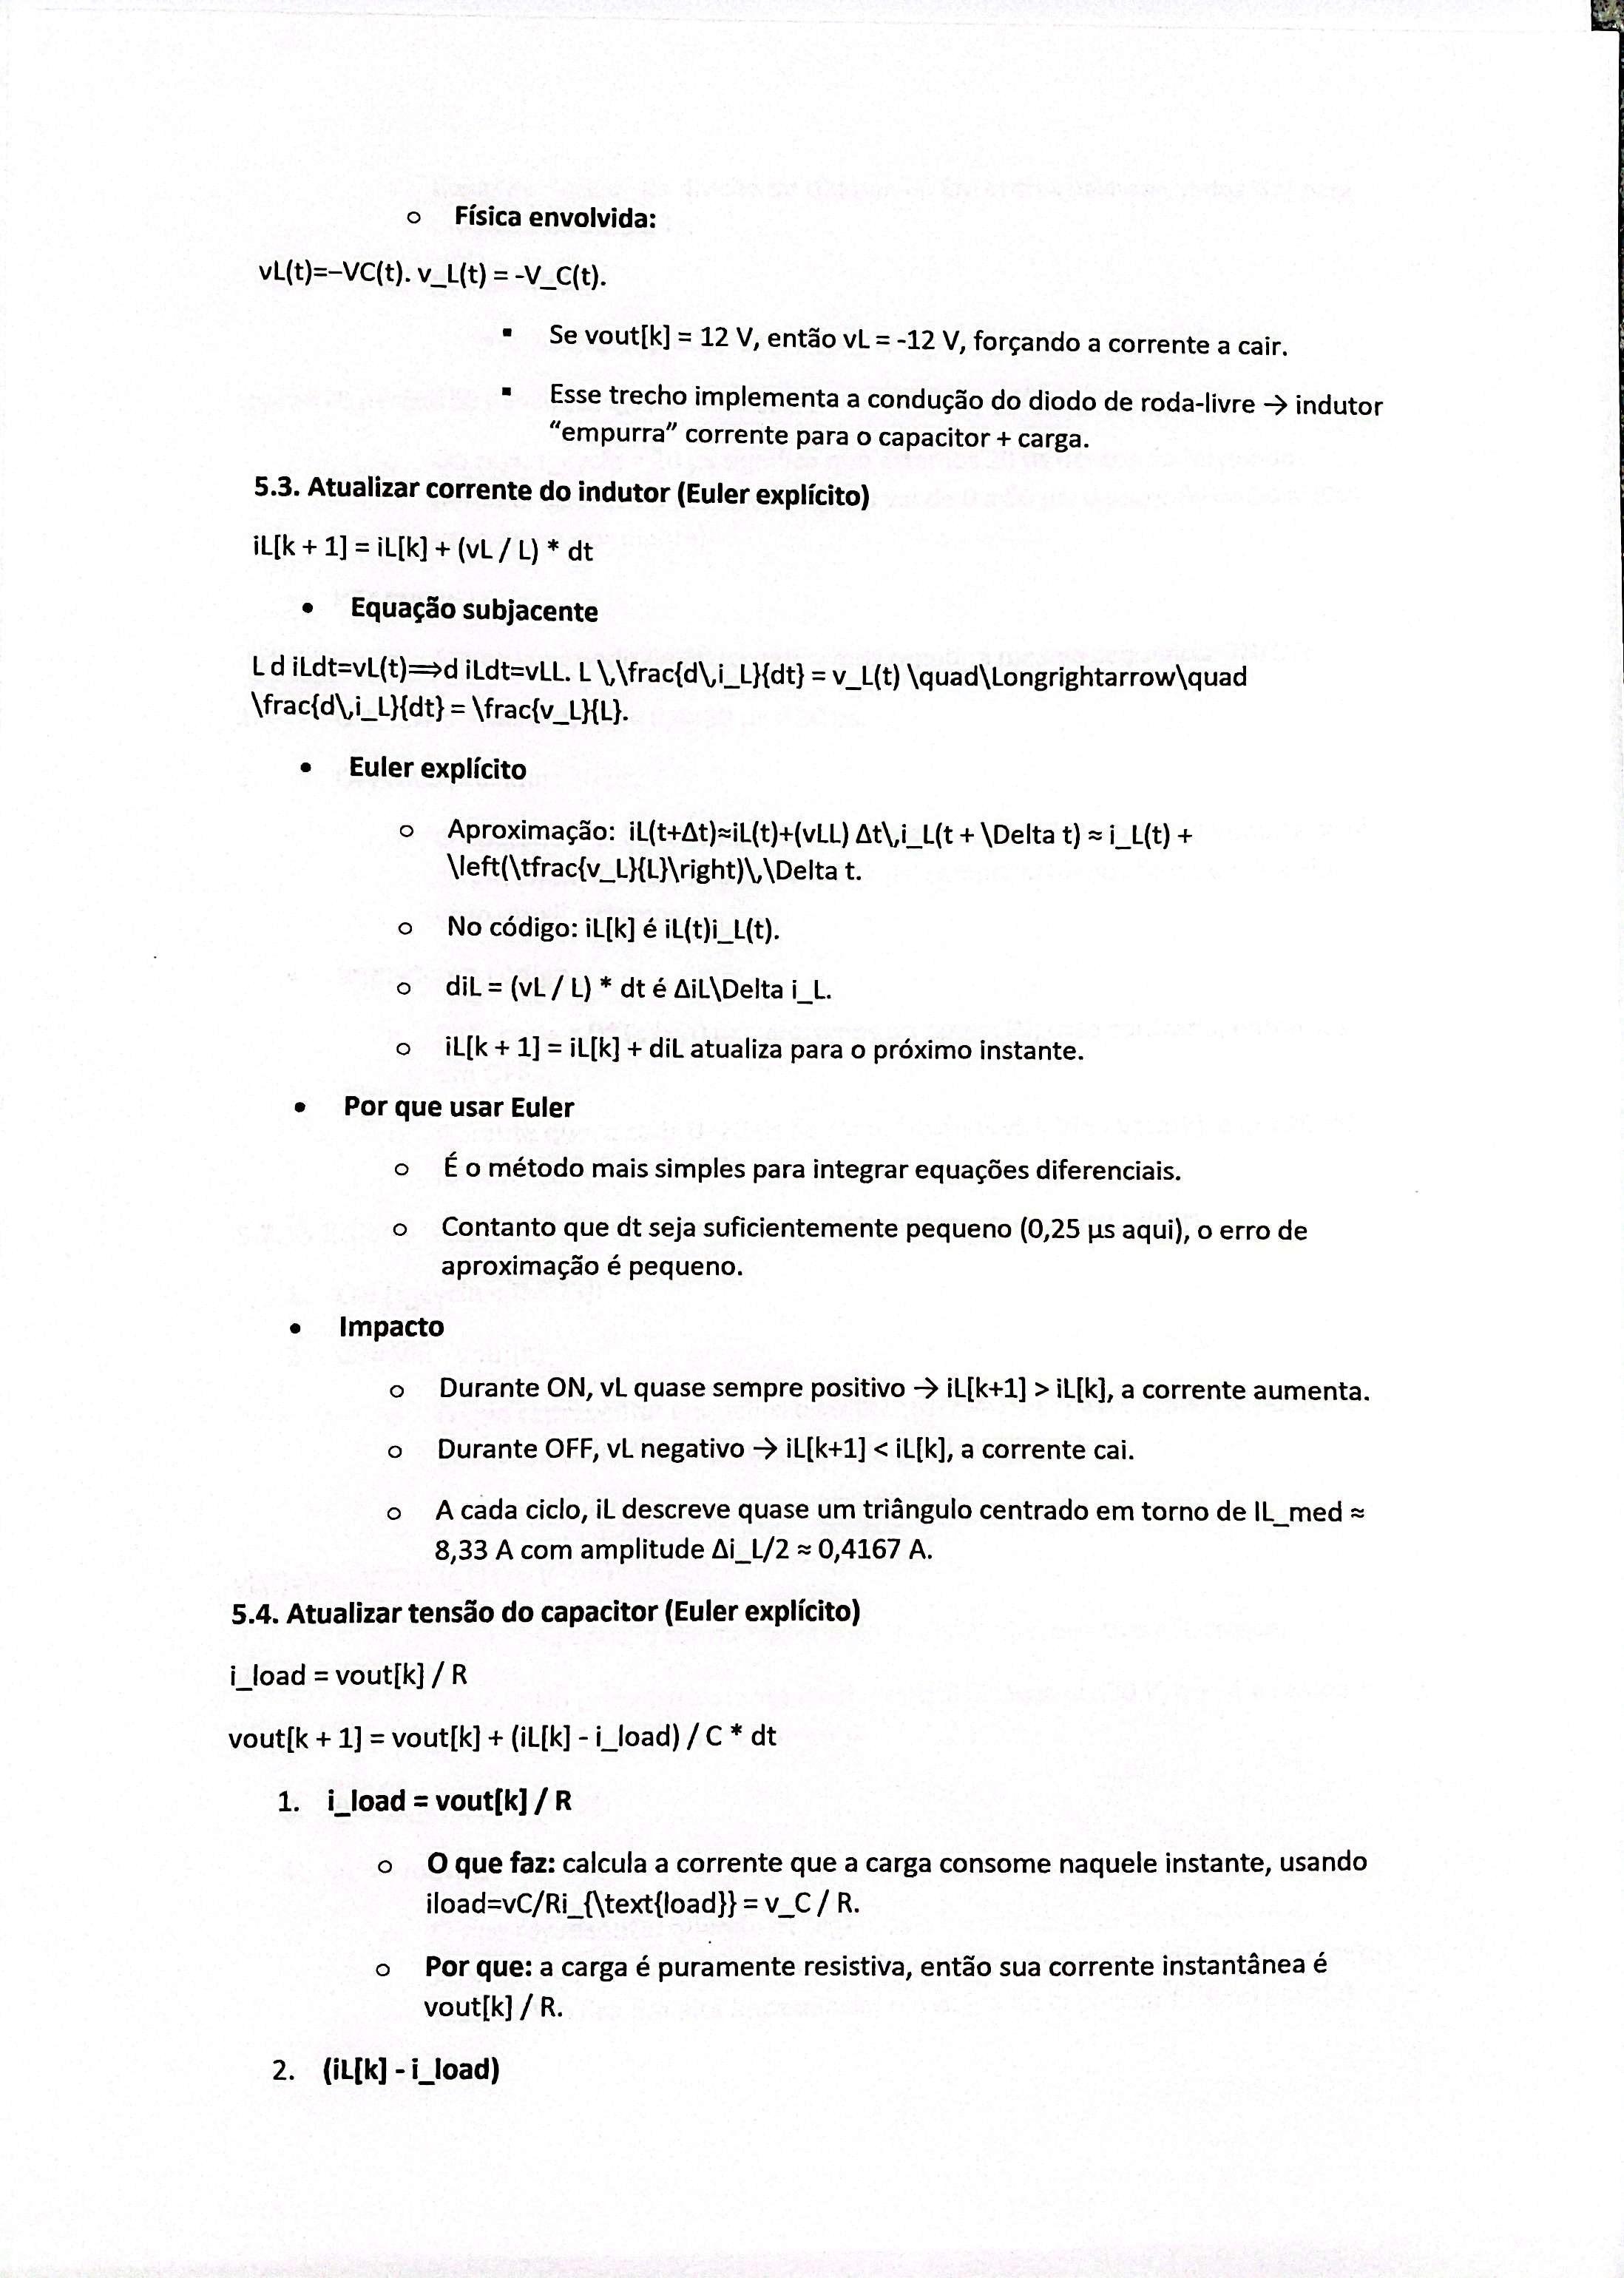 ○ Física envolvida:
vL(t)=−VC(t). v_L(t) = -V_C(t).
▪ Se vout[k] = 12 V, então vL = -12 V, forçando a corrente a cair.
▪ Esse trecho implementa a condução do diodo de roda-livre → indutor
“empurra” corrente para o capacitor + carga.
5.3. Atualizar corrente do indutor (Euler explícito)
iL[k + 1] = iL[k] + (vL / L) * dt
• Equação subjacente
L d iLdt=vL(t)⟹d iLdt=vLL. L \,\frac{d\,i_L}{dt} = v_L(t) \quad\Longrightarrow\quad
\frac{d\,i_L}{dt} = \frac{v_L}{L}.
• Euler explícito
○ Aproximação: iL(t+Δt)≈iL(t)+(vLL) Δt\,i_L(t + \Delta t) ≈ i_L(t) +
\left(\tfrac{v_L}{L}\right)\,\Delta t.
○ No código: iL[k] é iL(t)i_L(t).
○ diL = (vL / L) * dt é ΔiL\Delta i_L.
○ iL[k + 1] = iL[k] + diL atualiza para o próximo instante.
• Por que usar Euler
○ É o método mais simples para integrar equações diferenciais.
○ Contanto que dt seja suficientemente pequeno (0,25 µs aqui), o erro de
aproximação é pequeno.
• Impacto
○ Durante ON, vL quase sempre positivo → iL[k+1] > iL[k], a corrente aumenta.
○ Durante OFF, vL negativo → iL[k+1] < iL[k], a corrente cai.
○ A cada ciclo, iL descreve quase um triângulo centrado em torno de IL_med ≈
8,33 A com amplitude Δi_L/2 ≈ 0,4167 A.
5.4. Atualizar tensão do capacitor (Euler explícito)
i_load = vout[k] / R
vout[k + 1] = vout[k] + (iL[k] - i_load) / C * dt
1. i_load = vout[k] / R
○ O que faz: calcula a corrente que a carga consome naquele instante, usando
iload=vC/Ri_{\text{load}} = v_C / R.
○ Por que: a carga é puramente resistiva, então sua corrente instantânea é
vout[k] / R.
2. (iL[k] - i_load)